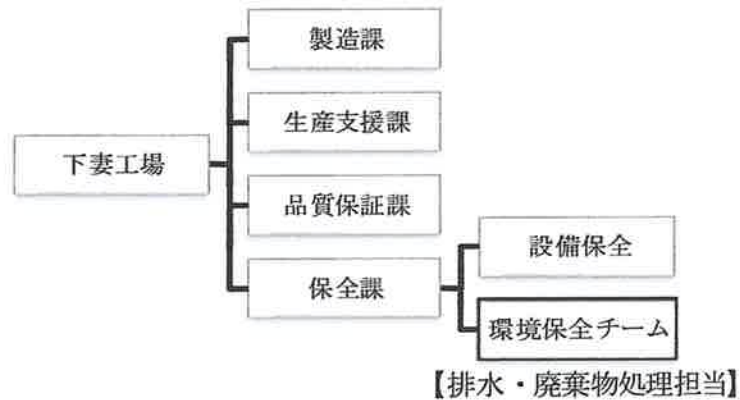 製造課
生産支援課
下妻工場
品質保証課
設備保全
保全課
環境保全チーム
【排水・廃棄物処理担当】